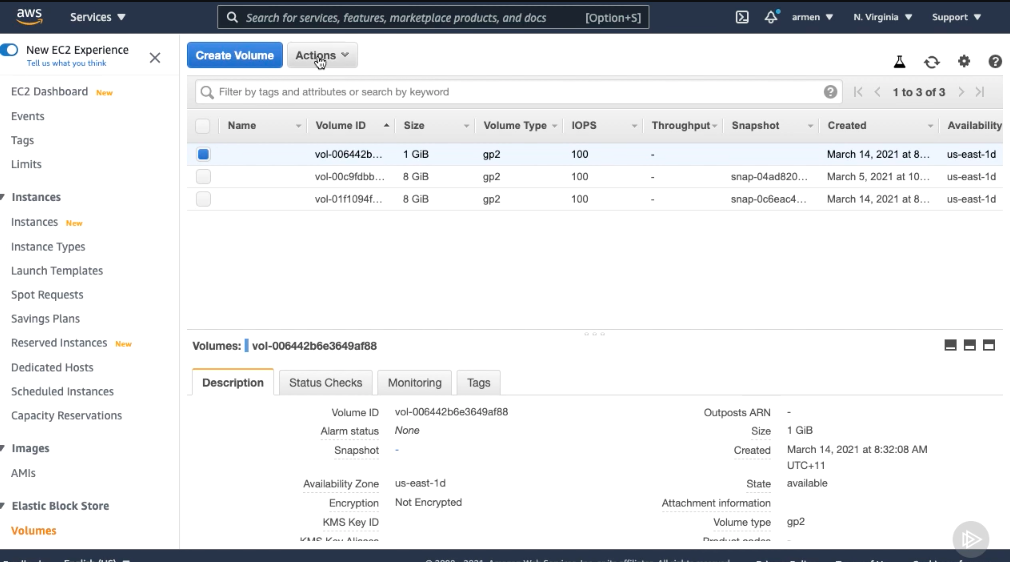 aws Services Search for services, features, marketplace products, and docs [Option+S] armen N. Virginia Support
New EC2 Experience
Tell us what you think
EC2 Dashboard New
Events
Tags
Limits
Instances
Instances New
Instance Types
Launch Templates
Spot Requests
Savings Plans
Reserved Instances New
Dedicated Hosts
Scheduled Instances
Capacity Reservations
Images
AMIs
Elastic Block Store
Volumes
Create Volume Actions
Filter by tags and attributes or search by keyword 1 to 3 of 3
Name Volume ID Size Volume Type IOPS Throughput Snapshot Created Availability
vol-006442b... 1 GiB gp2 100 - March 14, 2021 at 8... us-east-1d
vol-00c9fdbb... 8 GiB gp2 100 - snap-04ad820... March 5, 2021 at 10... us-east-1d
vol-01f1094f... 8 GiB gp2 100 - snap-0c6eac4... March 14, 2021 at 8... us-east-1d
Volumes: vol-006442b6e3649af88
Description Status Checks Monitoring Tags
Volume ID vol-006442b6e3649af88 Outposts ARN -
Alarm status None Size 1 GiB
Snapshot - Created March 14, 2021 at 8:32:08 AM
UTC+11
Availability Zone us-east-1d State available
Encryption Not Encrypted Attachment information
KMS Key ID Volume type gp2
KMS Key Aliases Product codes -